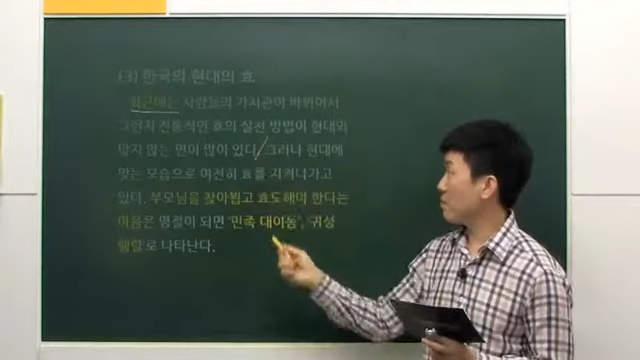 (3) 한국의 현대의 효
최근에는 사람들의 가치관이 바뀌어서
그런지 전통적인 효의 실천 방법이 현대와
맞지 않는 면이 많이 있다. 그러나 현대에
맞는 모습으로 여전히 효를 지켜나가고
있다. 부모님을 찾아뵙고 효도해야 한다는
마음은 명절이 되면 '민족 대이동', '귀성
행렬'로 나타난다.